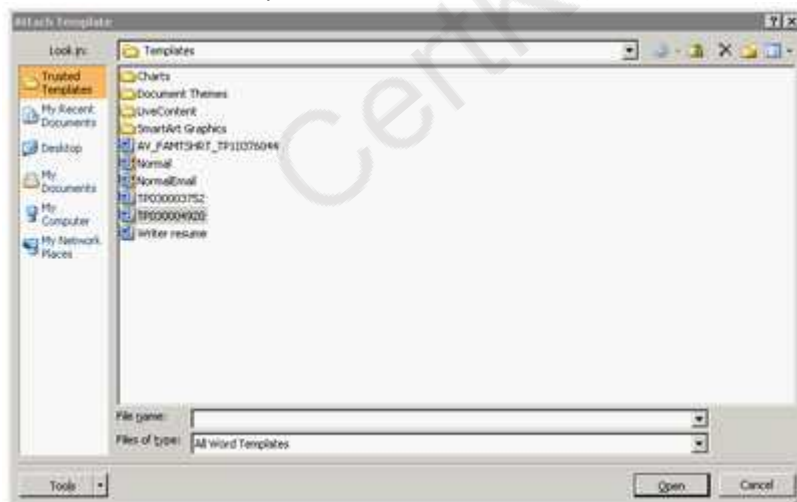 Attach Template
Look in:
Templates
Trusted
Templates
My Recent
Documents
Desktop
My
Documents
My
Computer
My Network
Places
Charts
Document Themes
LiveContent
SmartArt Graphics
AV_FAMTSHRT_TP10376044
Normal
NormalEmail
TP030003752
TP030004920
Writer resume
File name:
Files of type:
All Word Templates
Tools
Open
Cancel